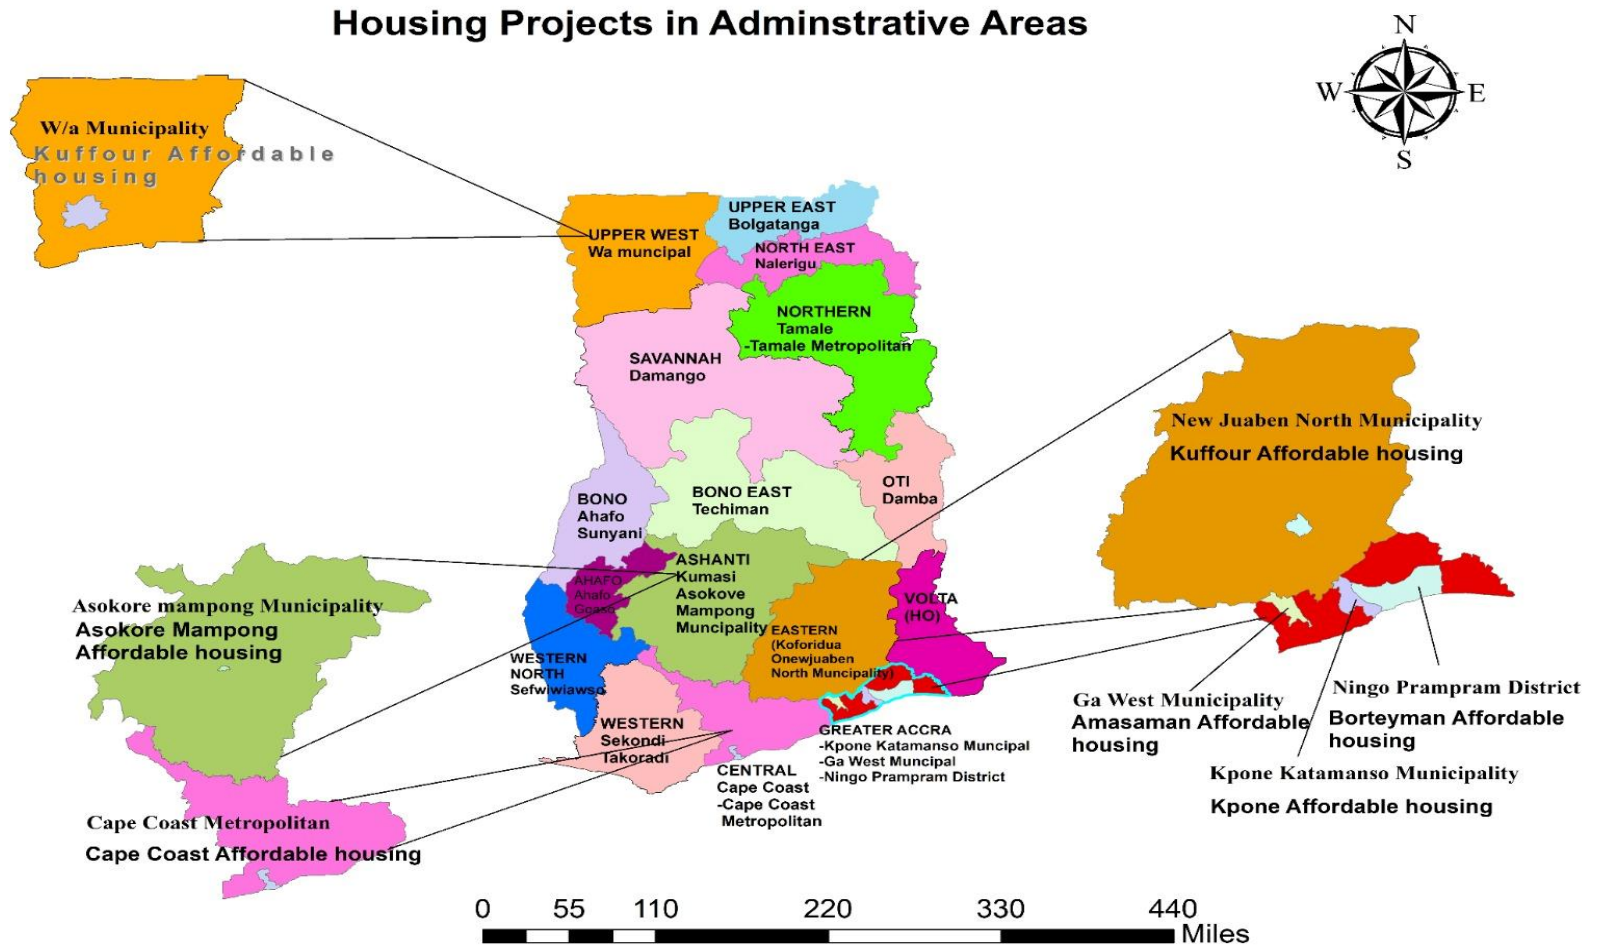 Housing Projects in Adminstrative Areas
N
W
E
S
W/a Municipality
Kuffour Affordable
housing
UPPER WEST
Wa muncipal
UPPER EAST
Bolgatanga
NORTH EAST
Nalerigu
NORTHERN
Tamale
-Tamale Metropolitan
SAVANNAH
Damango
BONO
Ahafo
Sunyani
BONO EAST
Techiman
OTI
Damba
ASHANTI
Kumasi
Asokove
Mampong
Muncipality
AHAFO
Ahafo
Goaso
VOLTA
(HO)
EASTERN
(Koforidua
Onewjuaben
North Muncipality)
WESTERN
NORTH
Sefwiwiawso
WESTERN
Sekondi
Takoradi
CENTRAL
Cape Coast
-Cape Coast
Metropolitan
GREATER ACCRA
-Kpone Katamanso Muncipal
-Ga West Muncipal
-Ningo Prampram District
New Juaben North Municipality
Kuffour Affordable housing
Asokore mampong Municipality
Asokore Mampong
Affordable housing
Cape Coast Metropolitan
Cape Coast Affordable housing
Ga West Municipality
Amasaman Affordable
housing
Ningo Prampram District
Borteyman Affordable
housing
Kpone Katamanso Municipality
Kpone Affordable housing
0 55 110 220 330 440
Miles